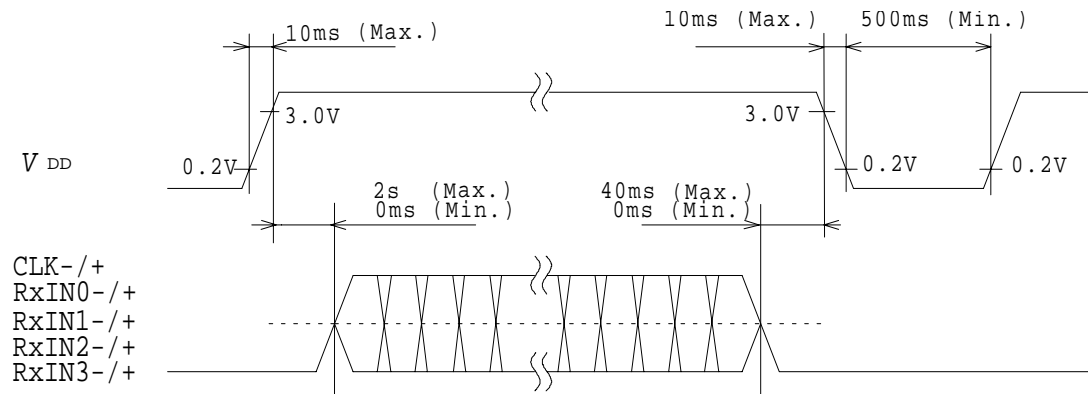 10ms (Max.)
10ms (Max.)
500ms (Min.)
3.0V
3.0V
V DD
0.2V
0.2V
0.2V
2s (Max.)
0ms (Min.)
40ms (Max.)
0ms (Min.)
CLK-/+
RxIN0-/+
RxIN1-/+
RxIN2-/+
RxIN3-/+